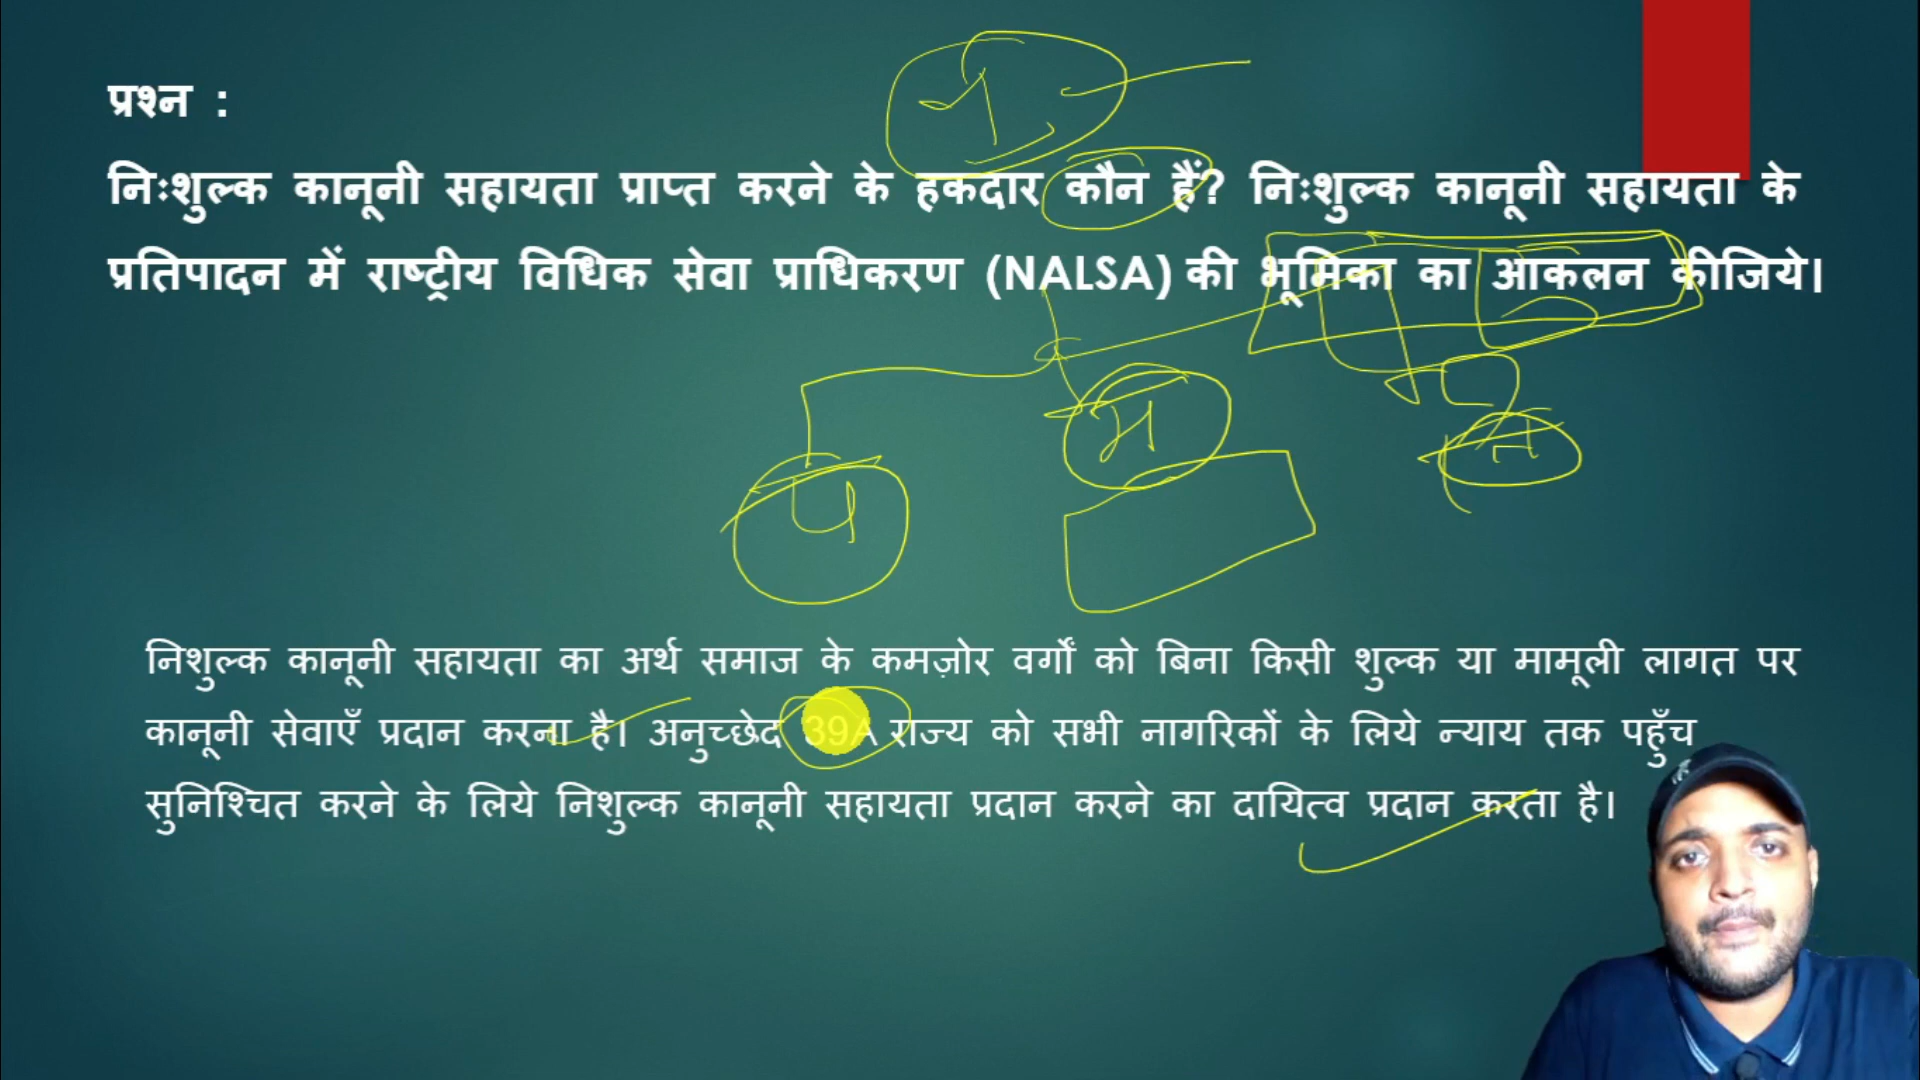 प्रश्न :
निःशुल्क कानूनी सहायता प्राप्त करने के हकदार कौन हैं? निःशुल्क कानूनी सहायता के
प्रतिपादन में राष्ट्रीय विधिक सेवा प्राधिकरण (NALSA) की भूमिका का आकलन कीजिये।
निशुल्क कानूनी सहायता का अर्थ समाज के कमज़ोर वर्गों को बिना किसी शुल्क या मामूली लागत पर
कानूनी सेवाएँ प्रदान करना है। अनुच्छेद 39A राज्य को सभी नागरिकों के लिये न्याय तक पहुँच
सुनिश्चित करने के लिये निशुल्क कानूनी सहायता प्रदान करने का दायित्व प्रदान करता है।